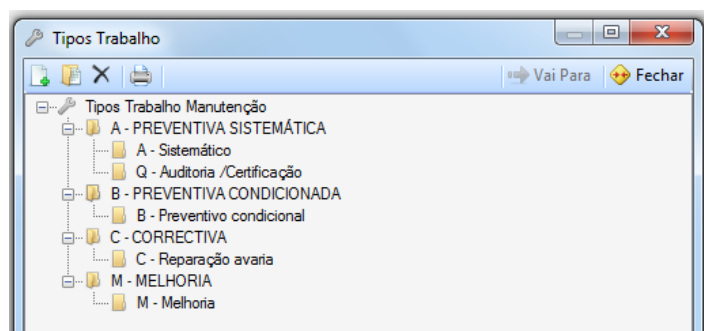 Tipos Trabalho
Vai Para Fechar
Tipos Trabalho Manutenção
A - PREVENTIVA SISTEMÁTICA
A - Sistemático
Q - Auditoria /Certificação
B - PREVENTIVA CONDICIONADA
B - Preventivo condicional
C - CORRECTIVA
C - Reparação avaria
M - MELHORIA
M - Melhoria